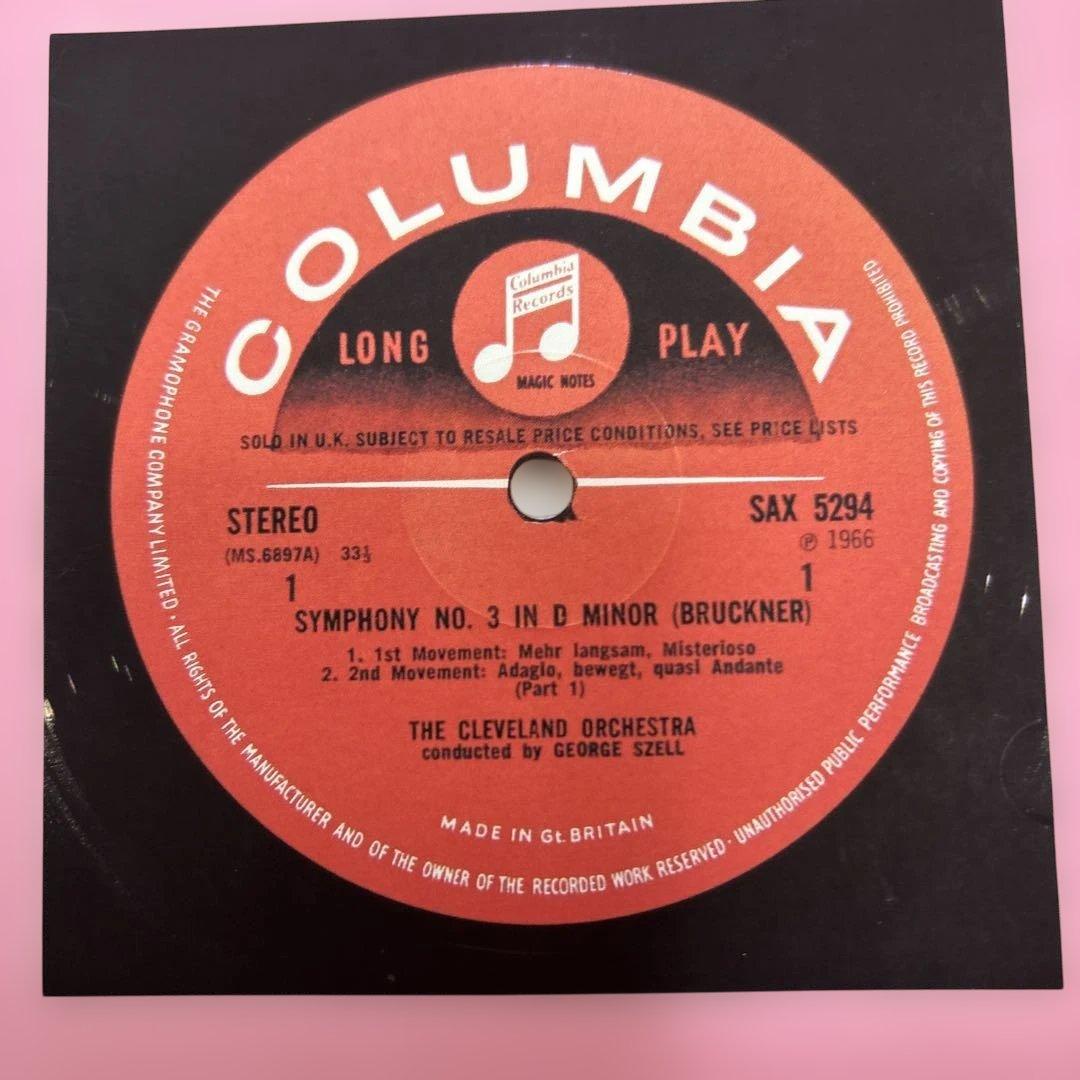 COLUMBIA
Columbia
Records
MAGIC NOTES
LONG PLAY
SOLD IN U.K. SUBJECT TO RESALE PRICE CONDITIONS, SEE PRICE LISTS
STEREO SAX 5294
(MS.6897A) 33⅓ ℗ 1966
1 1
SYMPHONY NO. 3 IN D MINOR (BRUCKNER)
1. 1st Movement: Mehr langsam, Misterioso
2. 2nd Movement: Adagio, bewegt, quasi Andante
(Part 1)
THE CLEVELAND ORCHESTRA
conducted by GEORGE SZELL
MADE IN Gt. BRITAIN
THE GRAMOPHONE COMPANY LIMITED · ALL RIGHTS OF THE MANUFACTURER AND OF THE OWNER OF THE RECORDED WORK RESERVED · UNAUTHORISED PUBLIC PERFORMANCE BROADCASTING AND COPYING OF THIS RECORD PROHIBITED